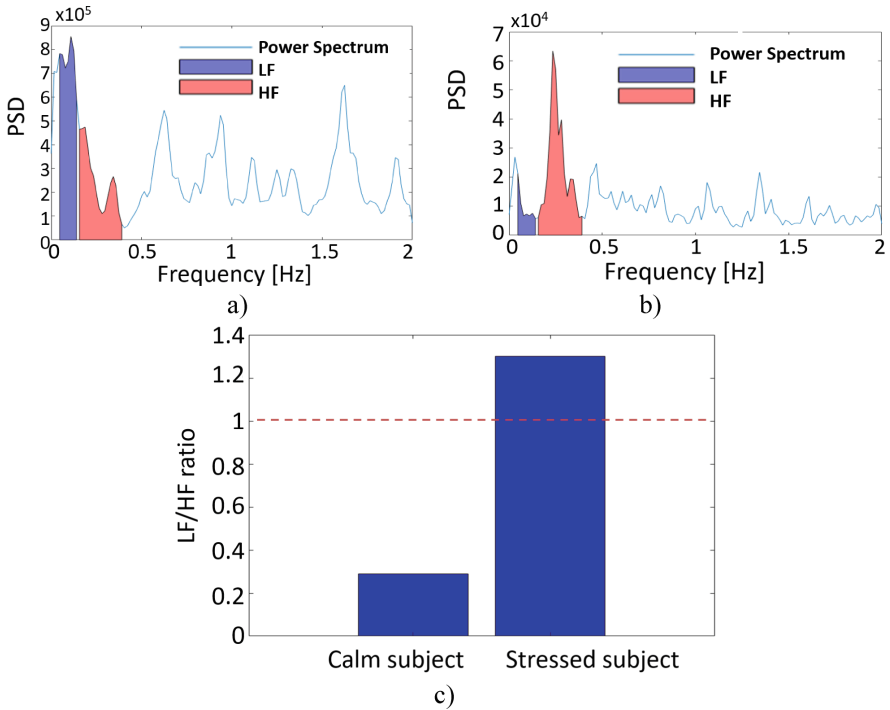 x10⁵
9
8
7
6
5
4
3
2
1
0
PSD
Power Spectrum
LF
HF
0 0.5 1 1.5 2
Frequency [Hz]
a)
x10⁴
7
6
5
4
3
2
1
0
PSD
Power Spectrum
LF
HF
0 0.5 1 1.5 2
Frequency [Hz]
b)
1.4
1.2
1
0.8
0.6
0.4
0.2
0
LF/HF ratio
Calm subject Stressed subject
c)